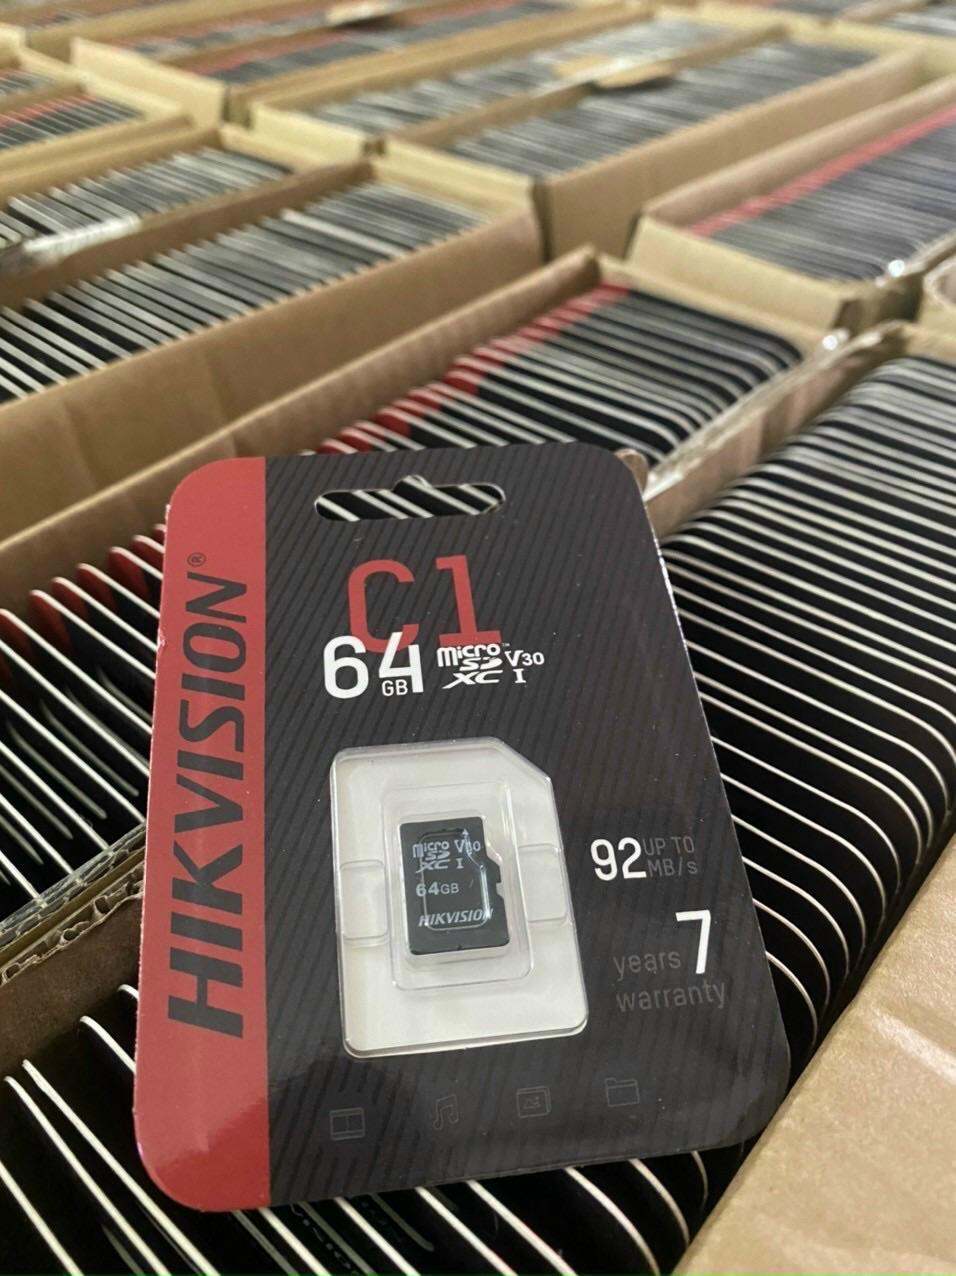 HIKVISION®
C1
64 GB
micro SD XC I V30
micro SD XC I
64GB
HIKVISION
92 UP TO MB/s
7 years
warranty